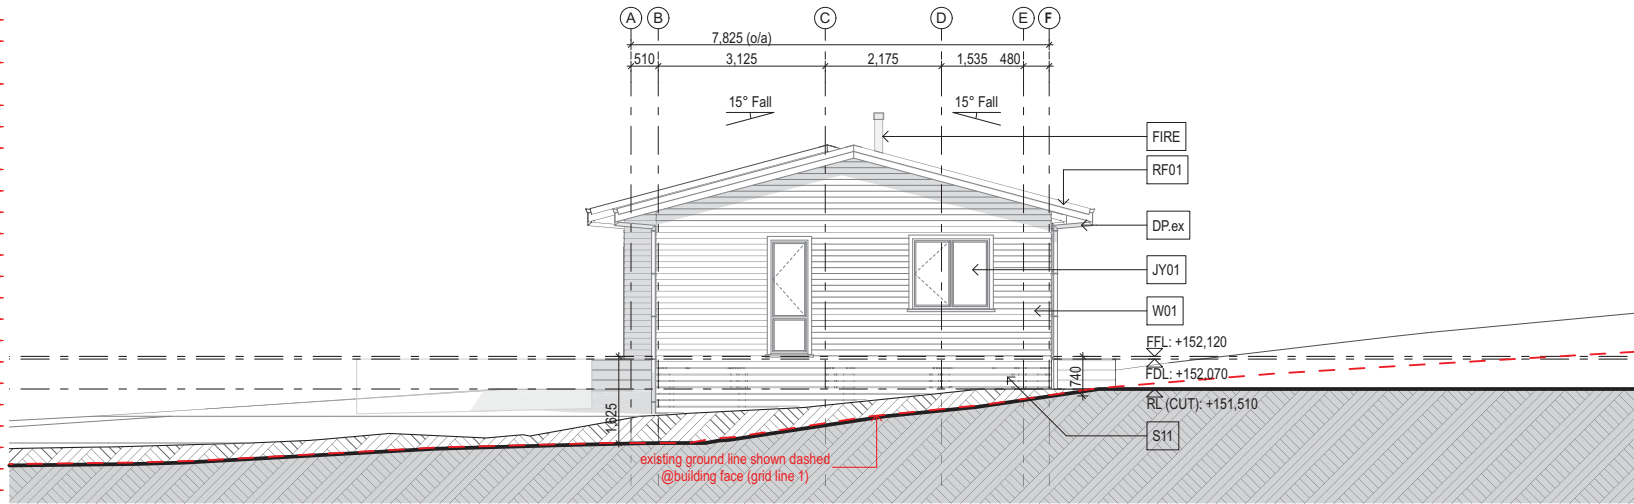 A B C D E F
7,825 (o/a)
510 3,125 2,175 1,535 480
15° Fall 15° Fall
FIRE
RF01
DP.ex
JY01
W01
FFL: +152,120
FDL: +152,070
740
RL (CUT): +151,510
1,625
S11
existing ground line shown dashed
@building face (grid line 1)